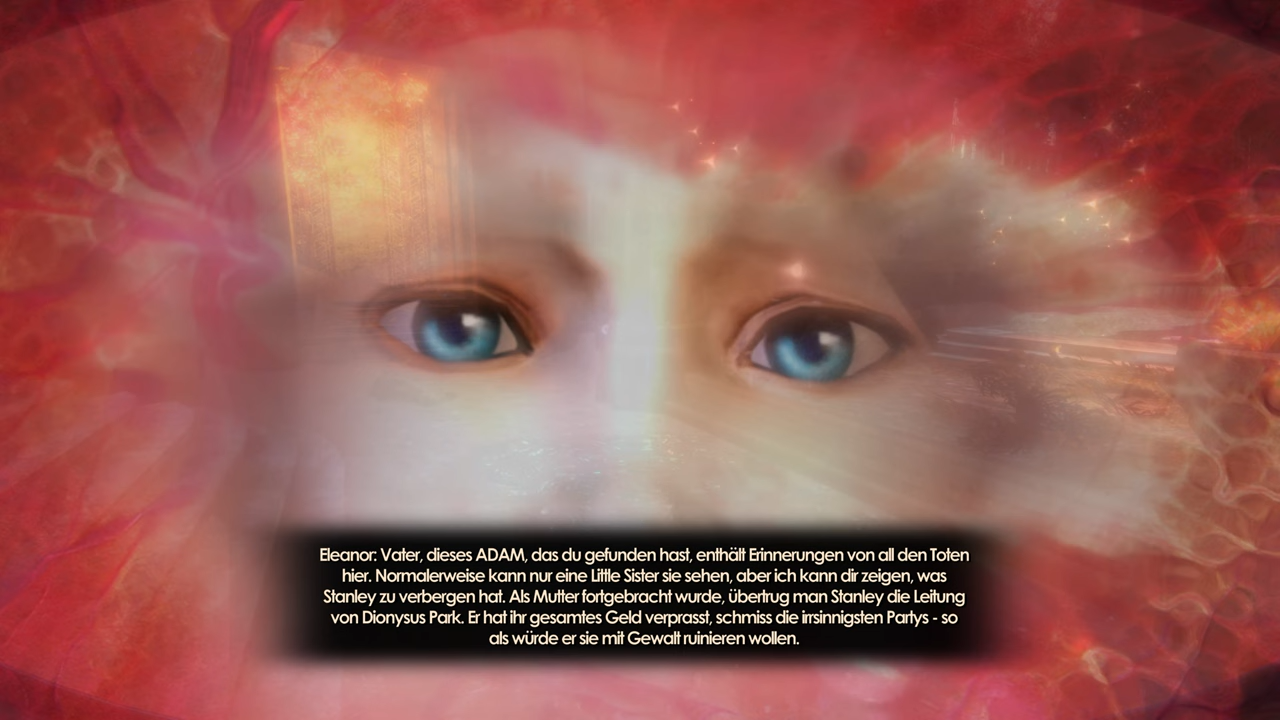 Eleanor: Vater, dieses ADAM, das du gefunden hast, enthält Erinnerungen von all den Toten
hier. Normalerweise kann nur eine Little Sister sie sehen, aber ich kann dir zeigen, was
Stanley zu verbergen hat. Als Mutter fortgebracht wurde, übertrug man Stanley die Leitung
von Dionysus Park. Er hat ihr gesamtes Geld verprasst, schmiss die irrsinnigsten Partys - so
als würde er sie mit Gewalt ruinieren wollen.